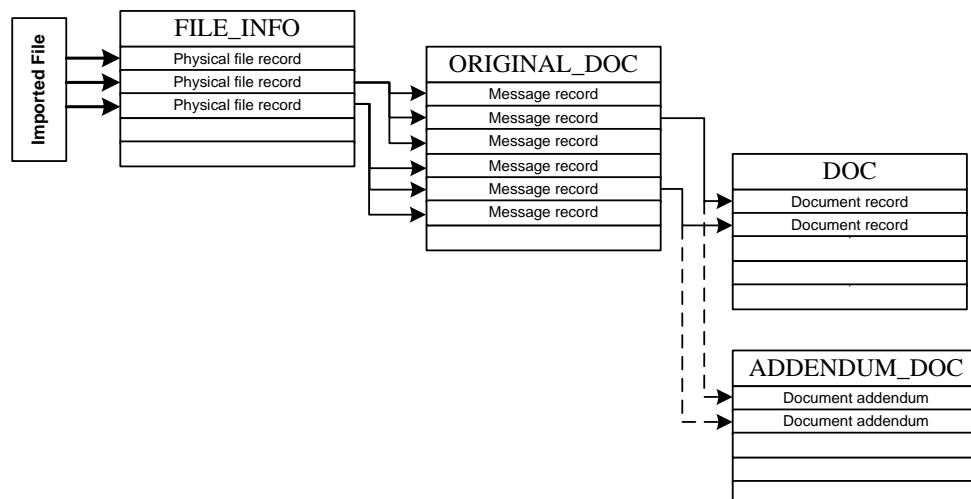 Imported File
FILE_INFO
Physical file record
Physical file record
Physical file record
ORIGINAL_DOC
Message record
Message record
Message record
Message record
Message record
Message record
DOC
Document record
Document record
ADDENDUM_DOC
Document addendum
Document addendum